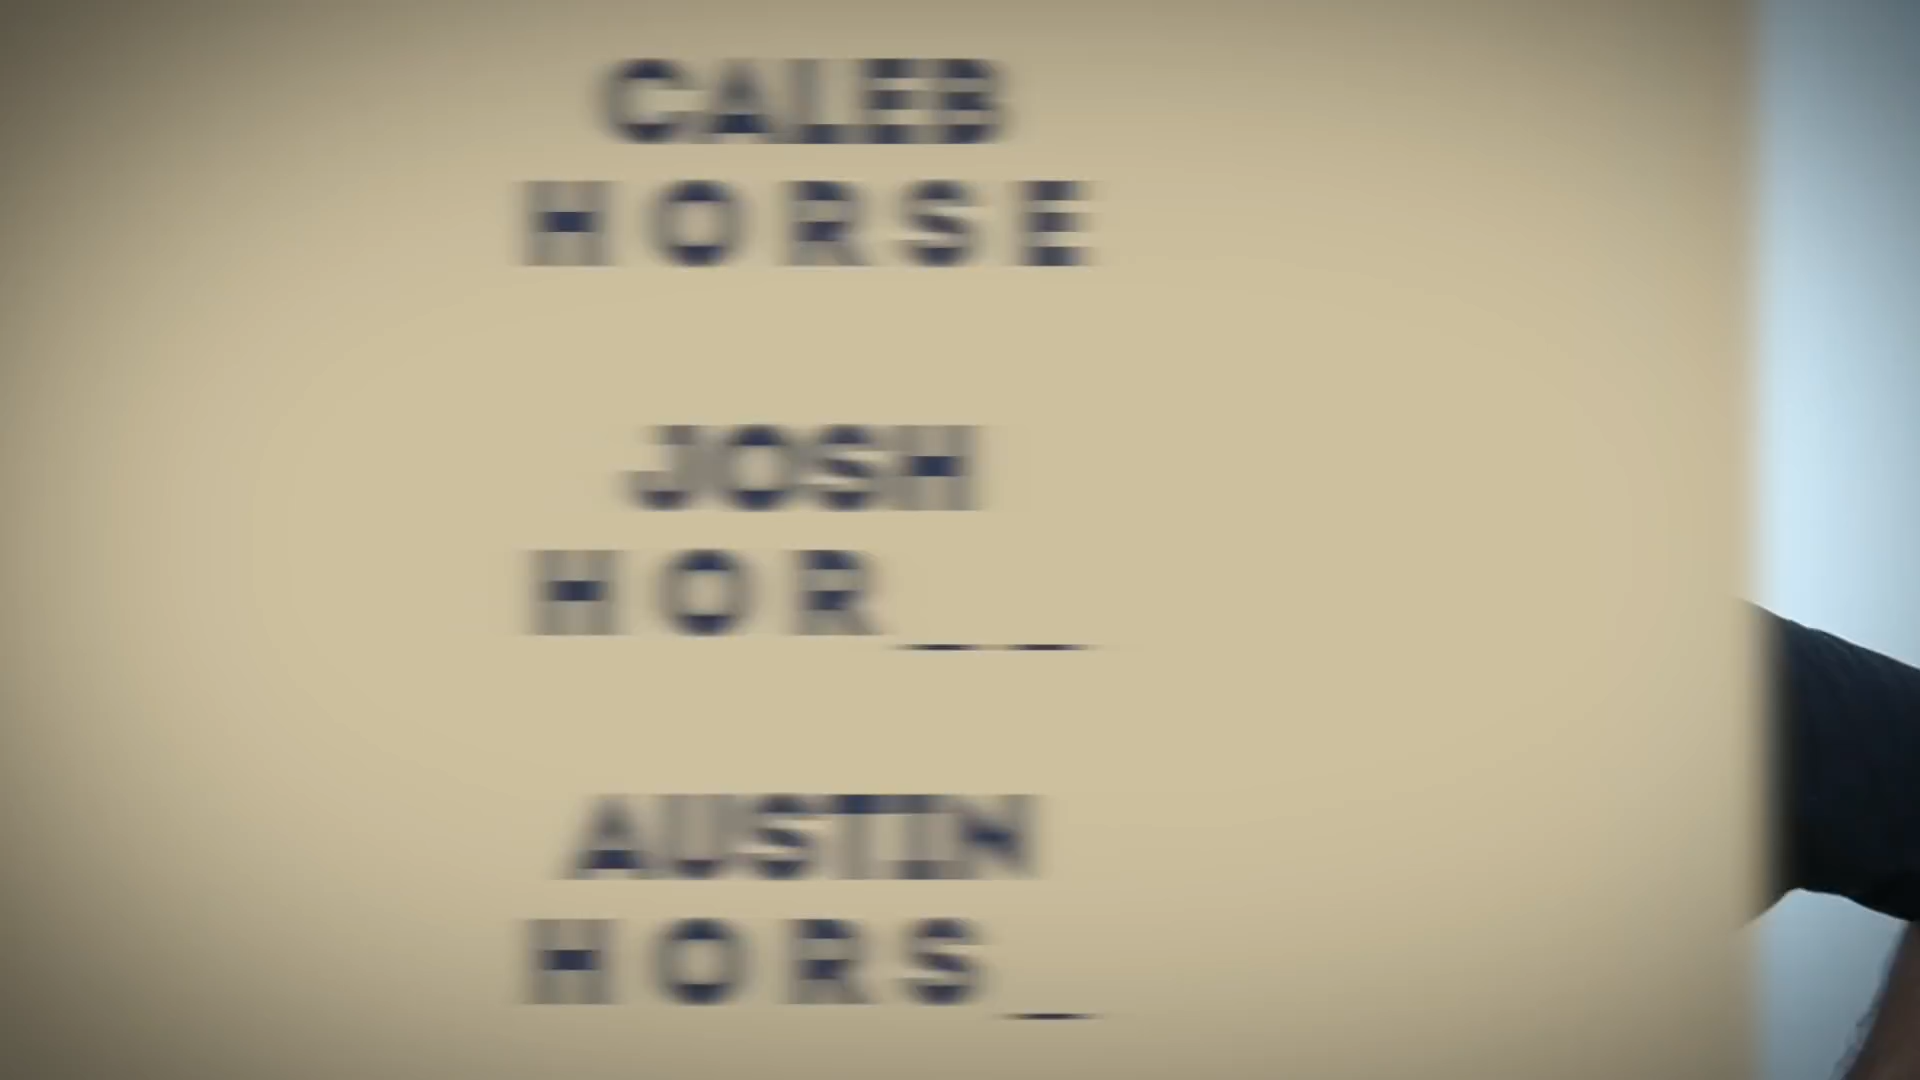 CALEB
H O R S E
JOSH
H O R _ _
AUSTIN
H O R S _